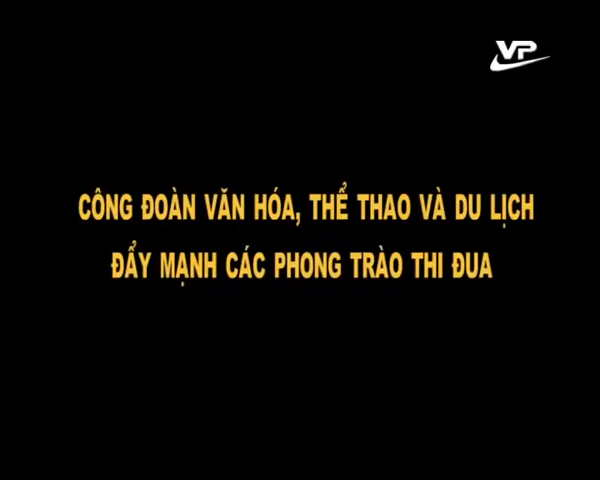 VP
CÔNG ĐOÀN VĂN HÓA, THỂ THAO VÀ DU LỊCH
ĐẨY MẠNH CÁC PHONG TRÀO THI ĐUA